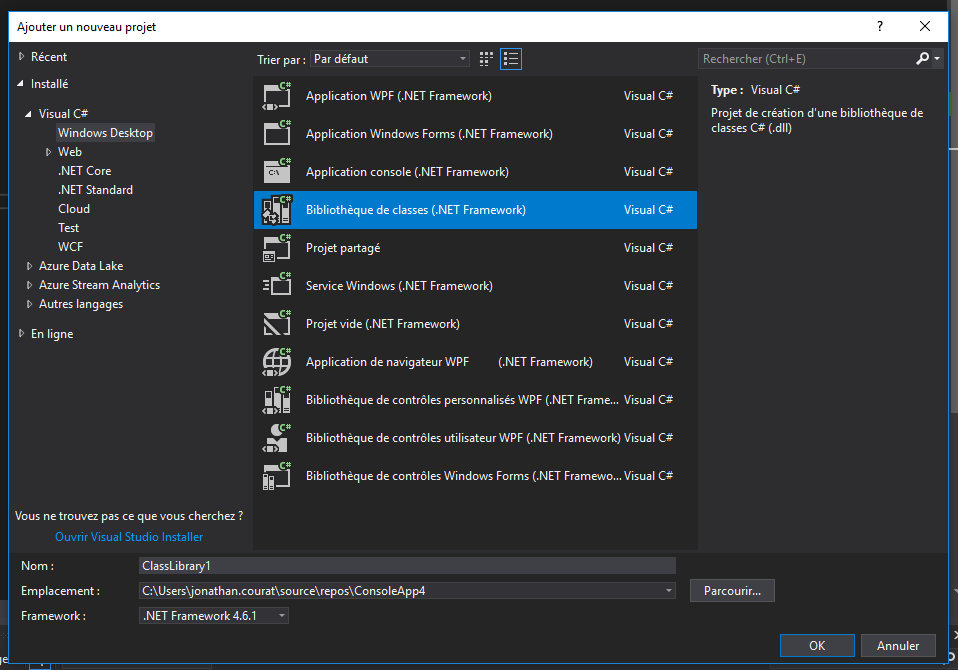 Ajouter un nouveau projet
?
Récent
Installé
Visual C#
Windows Desktop
Web
.NET Core
.NET Standard
Cloud
Test
WCF
Azure Data Lake
Azure Stream Analytics
Autres langages
En ligne
Vous ne trouvez pas ce que vous cherchez ?
Ouvrir Visual Studio Installer
Trier par : Par défaut
Application WPF (.NET Framework) Visual C#
Application Windows Forms (.NET Framework) Visual C#
Application console (.NET Framework) Visual C#
Bibliothèque de classes (.NET Framework) Visual C#
Projet partagé Visual C#
Service Windows (.NET Framework) Visual C#
Projet vide (.NET Framework) Visual C#
Application de navigateur WPF (.NET Framework) Visual C#
Bibliothèque de contrôles personnalisés WPF (.NET Frame... Visual C#
Bibliothèque de contrôles utilisateur WPF (.NET Framework) Visual C#
Bibliothèque de contrôles Windows Forms (.NET Framewo... Visual C#
Rechercher (Ctrl+E)
Type : Visual C#
Projet de création d'une bibliothèque de
classes C# (.dll)
Nom : ClassLibrary1
Emplacement : C:\Users\jonathan.courat\source\repos\ConsoleApp4
Parcourir...
Framework : .NET Framework 4.6.1
OK
Annuler